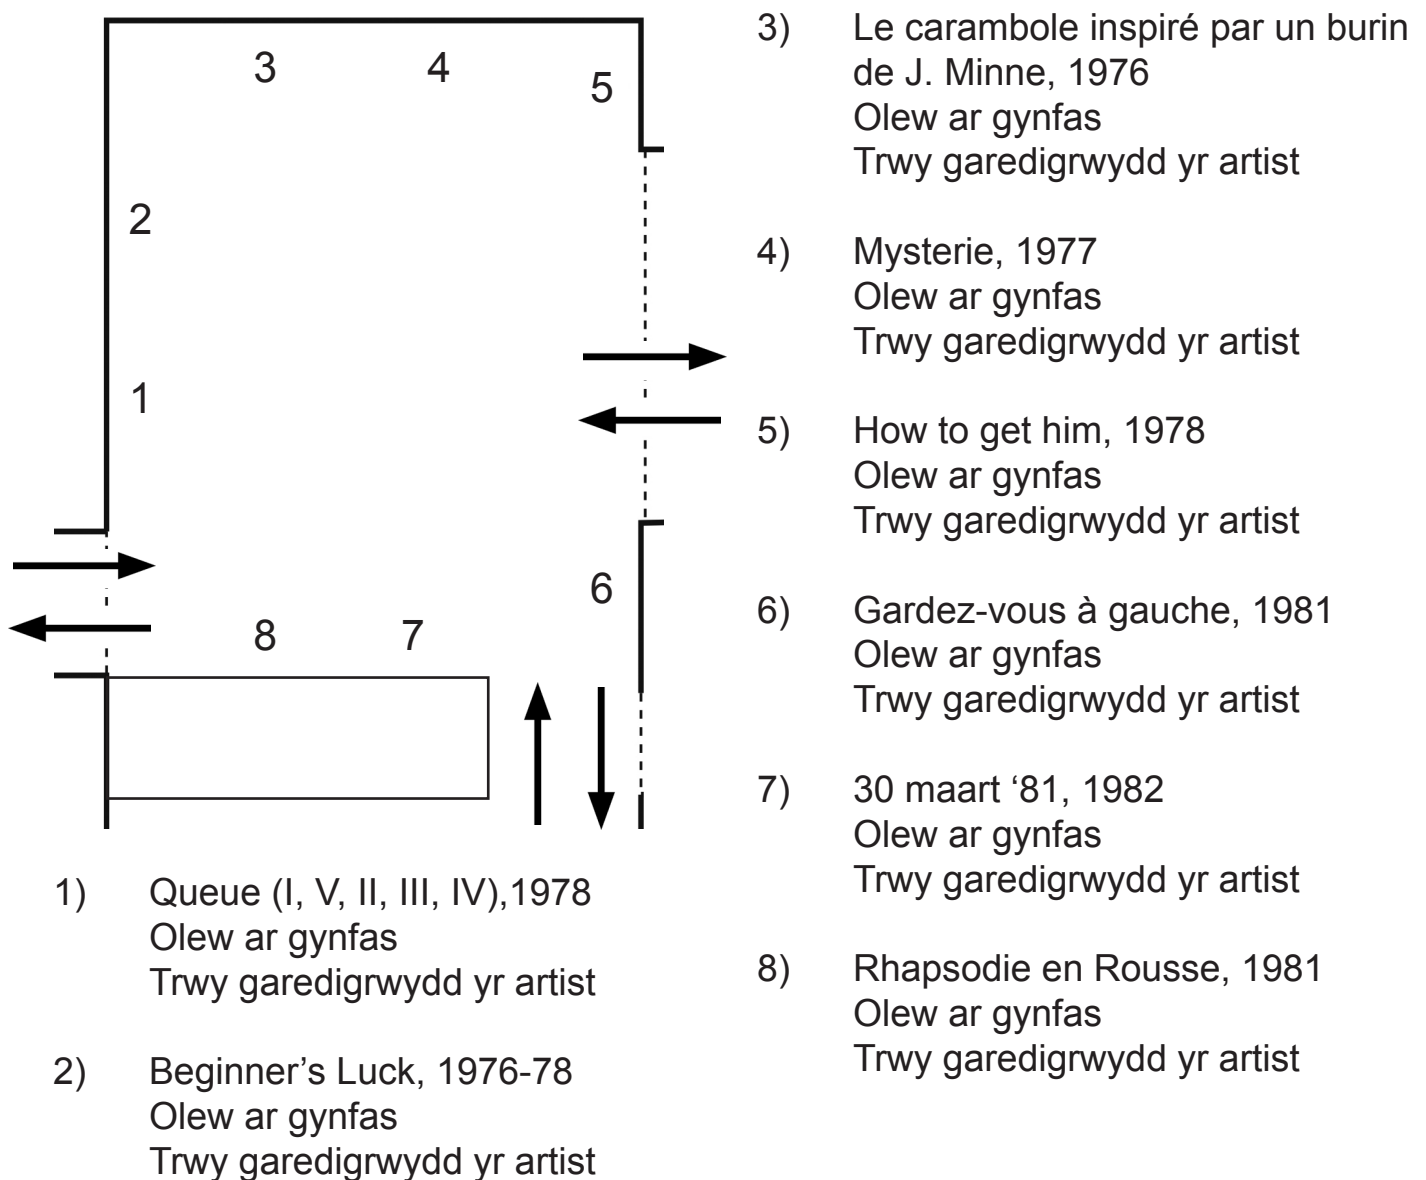 3 4
5
2
1
6
8 7
1) Queue (I, V, II, III, IV),1978
Olew ar gynfas
Trwy garedigrwydd yr artist
2) Beginner’s Luck, 1976-78
Olew ar gynfas
Trwy garedigrwydd yr artist
3) Le carambole inspiré par un burin
de J. Minne, 1976
Olew ar gynfas
Trwy garedigrwydd yr artist
4) Mysterie, 1977
Olew ar gynfas
Trwy garedigrwydd yr artist
5) How to get him, 1978
Olew ar gynfas
Trwy garedigrwydd yr artist
6) Gardez-vous à gauche, 1981
Olew ar gynfas
Trwy garedigrwydd yr artist
7) 30 maart ‘81, 1982
Olew ar gynfas
Trwy garedigrwydd yr artist
8) Rhapsodie en Rousse, 1981
Olew ar gynfas
Trwy garedigrwydd yr artist